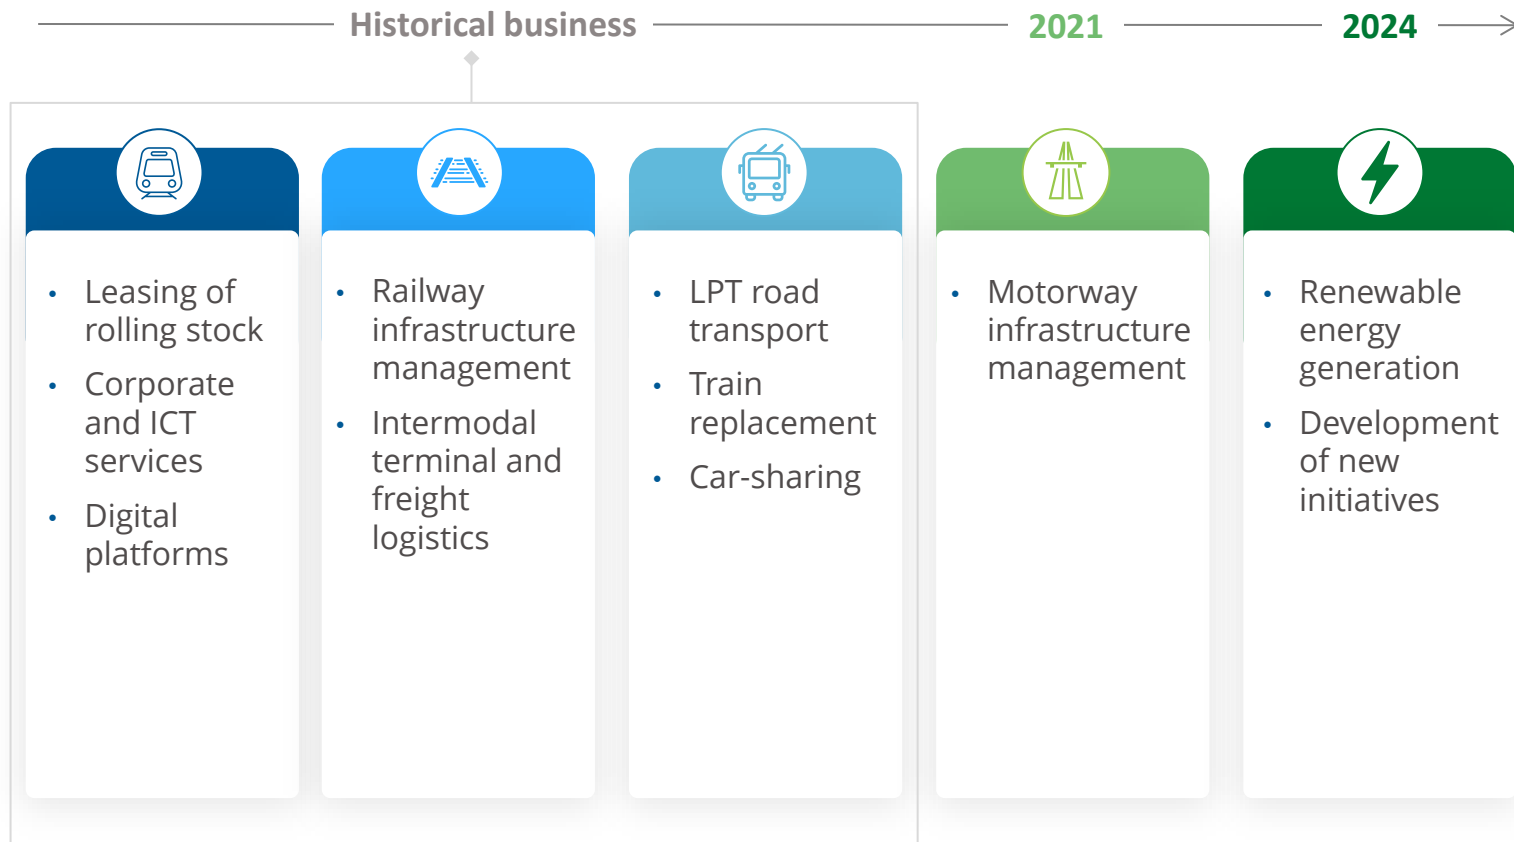 Historical business
2021
2024
• Leasing of
rolling stock
• Corporate
and ICT
services
• Digital
platforms
• Railway
infrastructure
management
• Intermodal
terminal and
freight
logistics
• LPT road
transport
• Train
replacement
• Car-sharing
• Motorway
infrastructure
management
• Renewable
energy
generation
• Development
of new
initiatives